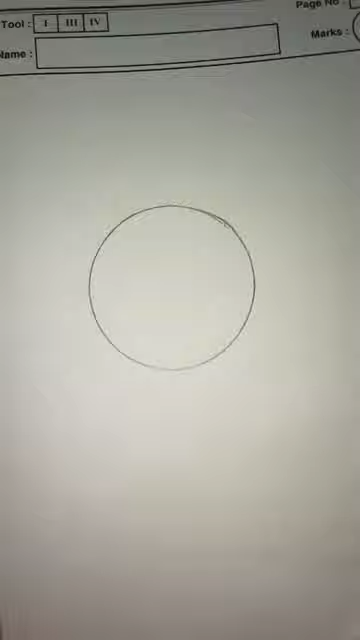 Page No :
Tool : I III IV
Marks :
Name :